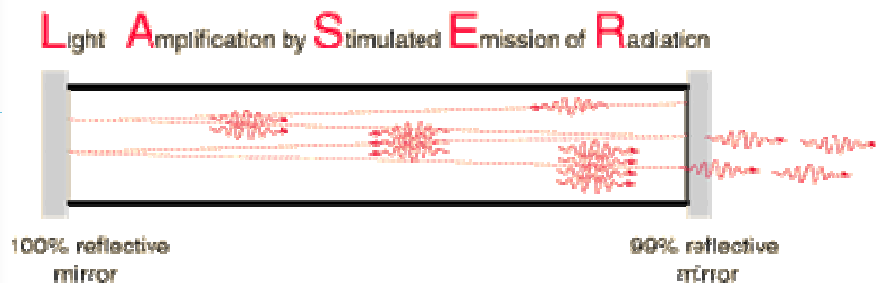 Light Amplification by Stimulated Emission of Radiation
100% reflective
mirror
99% reflective
mirror